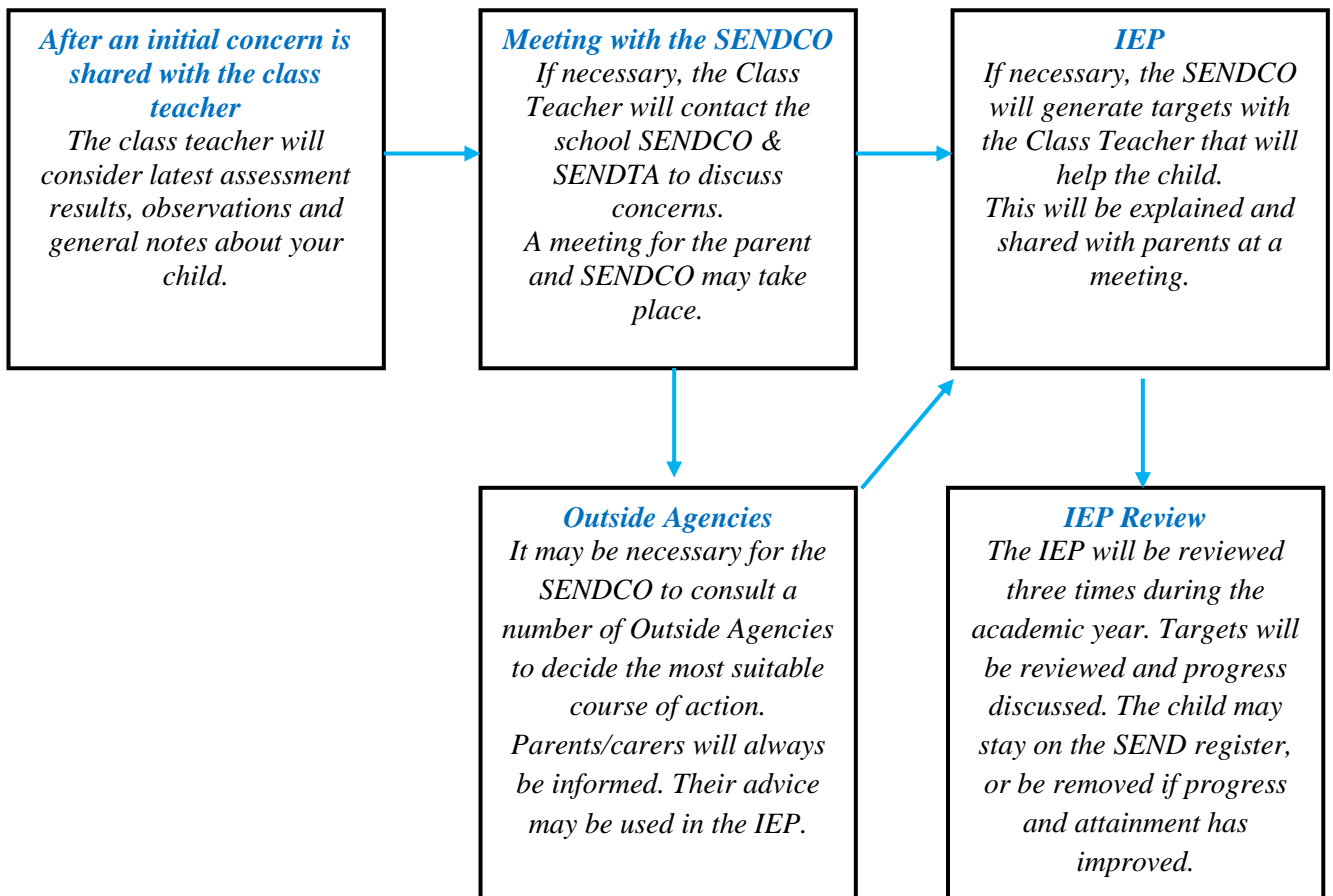 After an initial concern is
shared with the class
teacher
The class teacher will
consider latest assessment
results, observations and
general notes about your
child.
Meeting with the SENDCO
If necessary, the Class
Teacher will contact the
school SENDCO &
SENDTA to discuss
concerns.
A meeting for the parent
and SENDCO may take
place.
IEP
If necessary, the SENDCO
will generate targets with
the Class Teacher that will
help the child.
This will be explained and
shared with parents at a
meeting.
Outside Agencies
It may be necessary for the
SENDCO to consult a
number of Outside Agencies
to decide the most suitable
course of action.
Parents/carers will always
be informed. Their advice
may be used in the IEP.
IEP Review
The IEP will be reviewed
three times during the
academic year. Targets will
be reviewed and progress
discussed. The child may
stay on the SEND register,
or be removed if progress
and attainment has
improved.